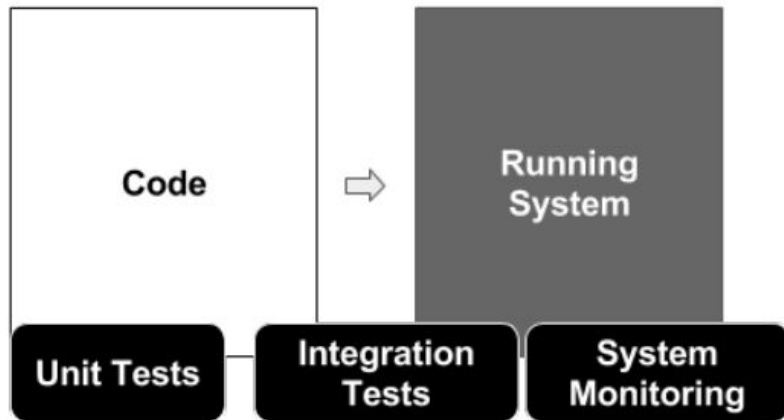 Code
Running
System
Unit Tests
Integration
Tests
System
Monitoring